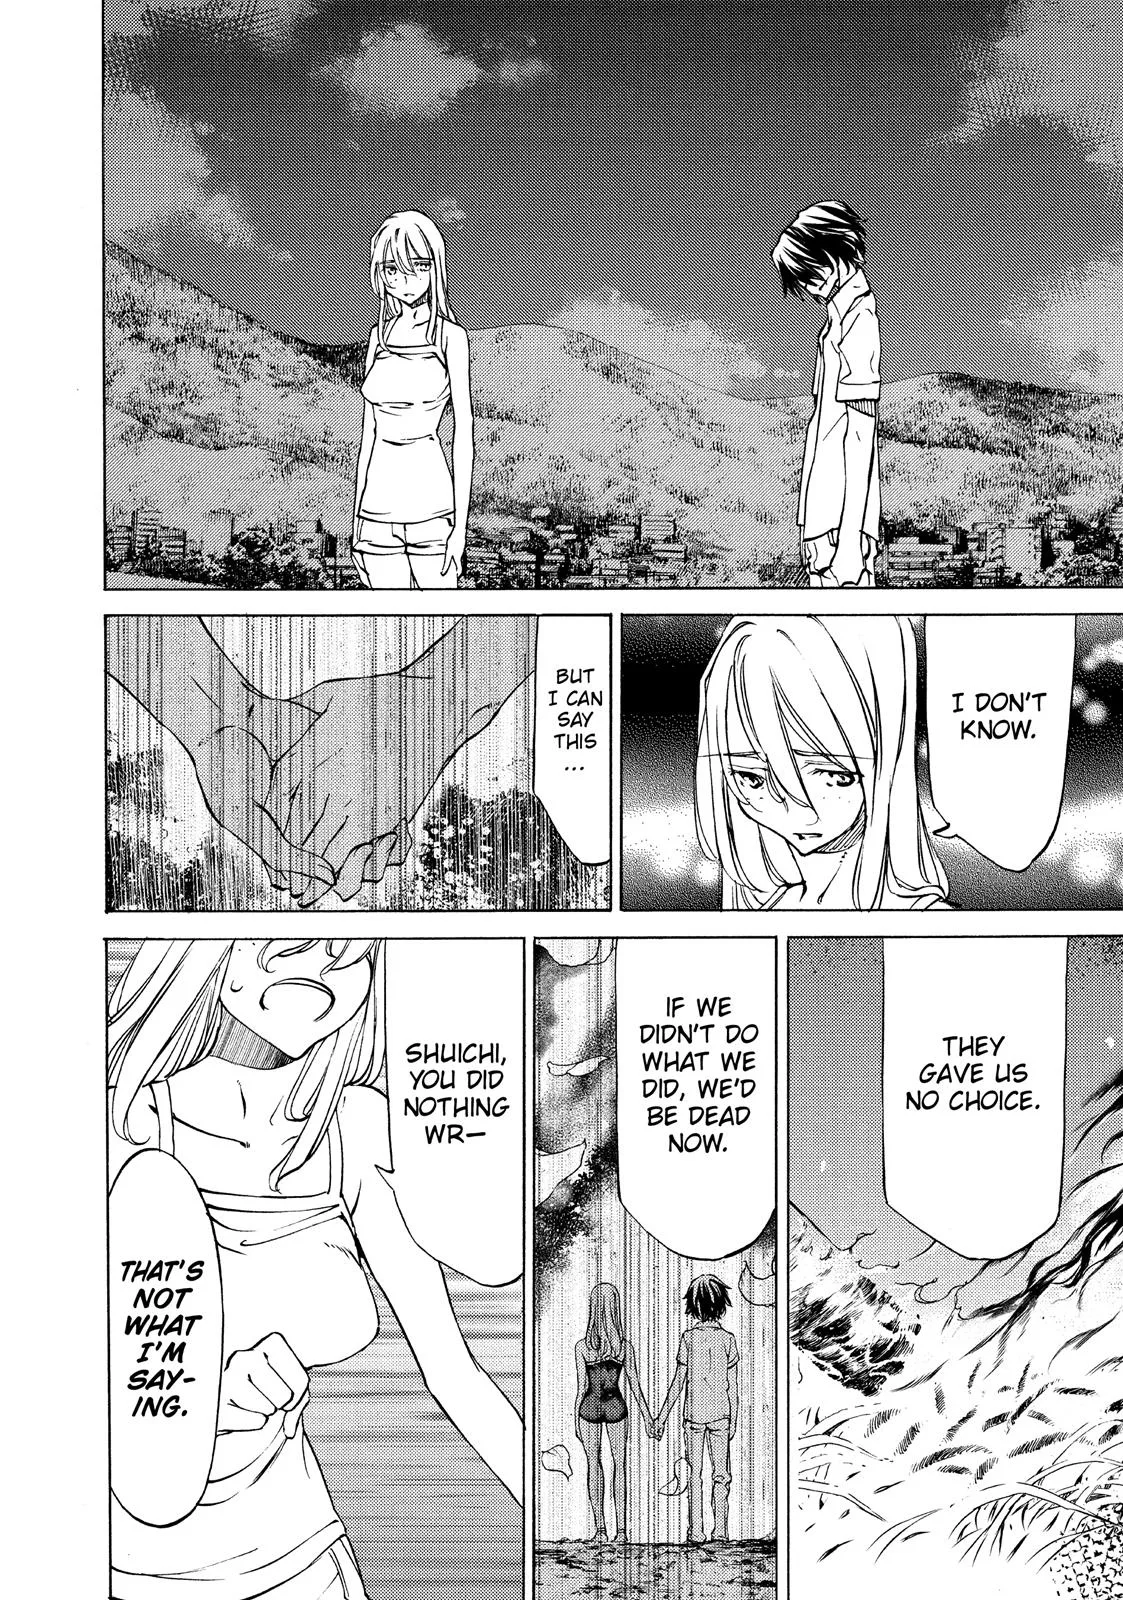 I DON'T
KNOW.
BUT
I CAN
SAY
THIS
...
THEY
GAVE US
NO CHOICE.
IF WE
DIDN'T DO
WHAT WE
DID, WE'D
BE DEAD
NOW.
SHUICHI,
YOU DID
NOTHING
WR—
THAT'S
NOT
WHAT
I'M
SAY-
ING.